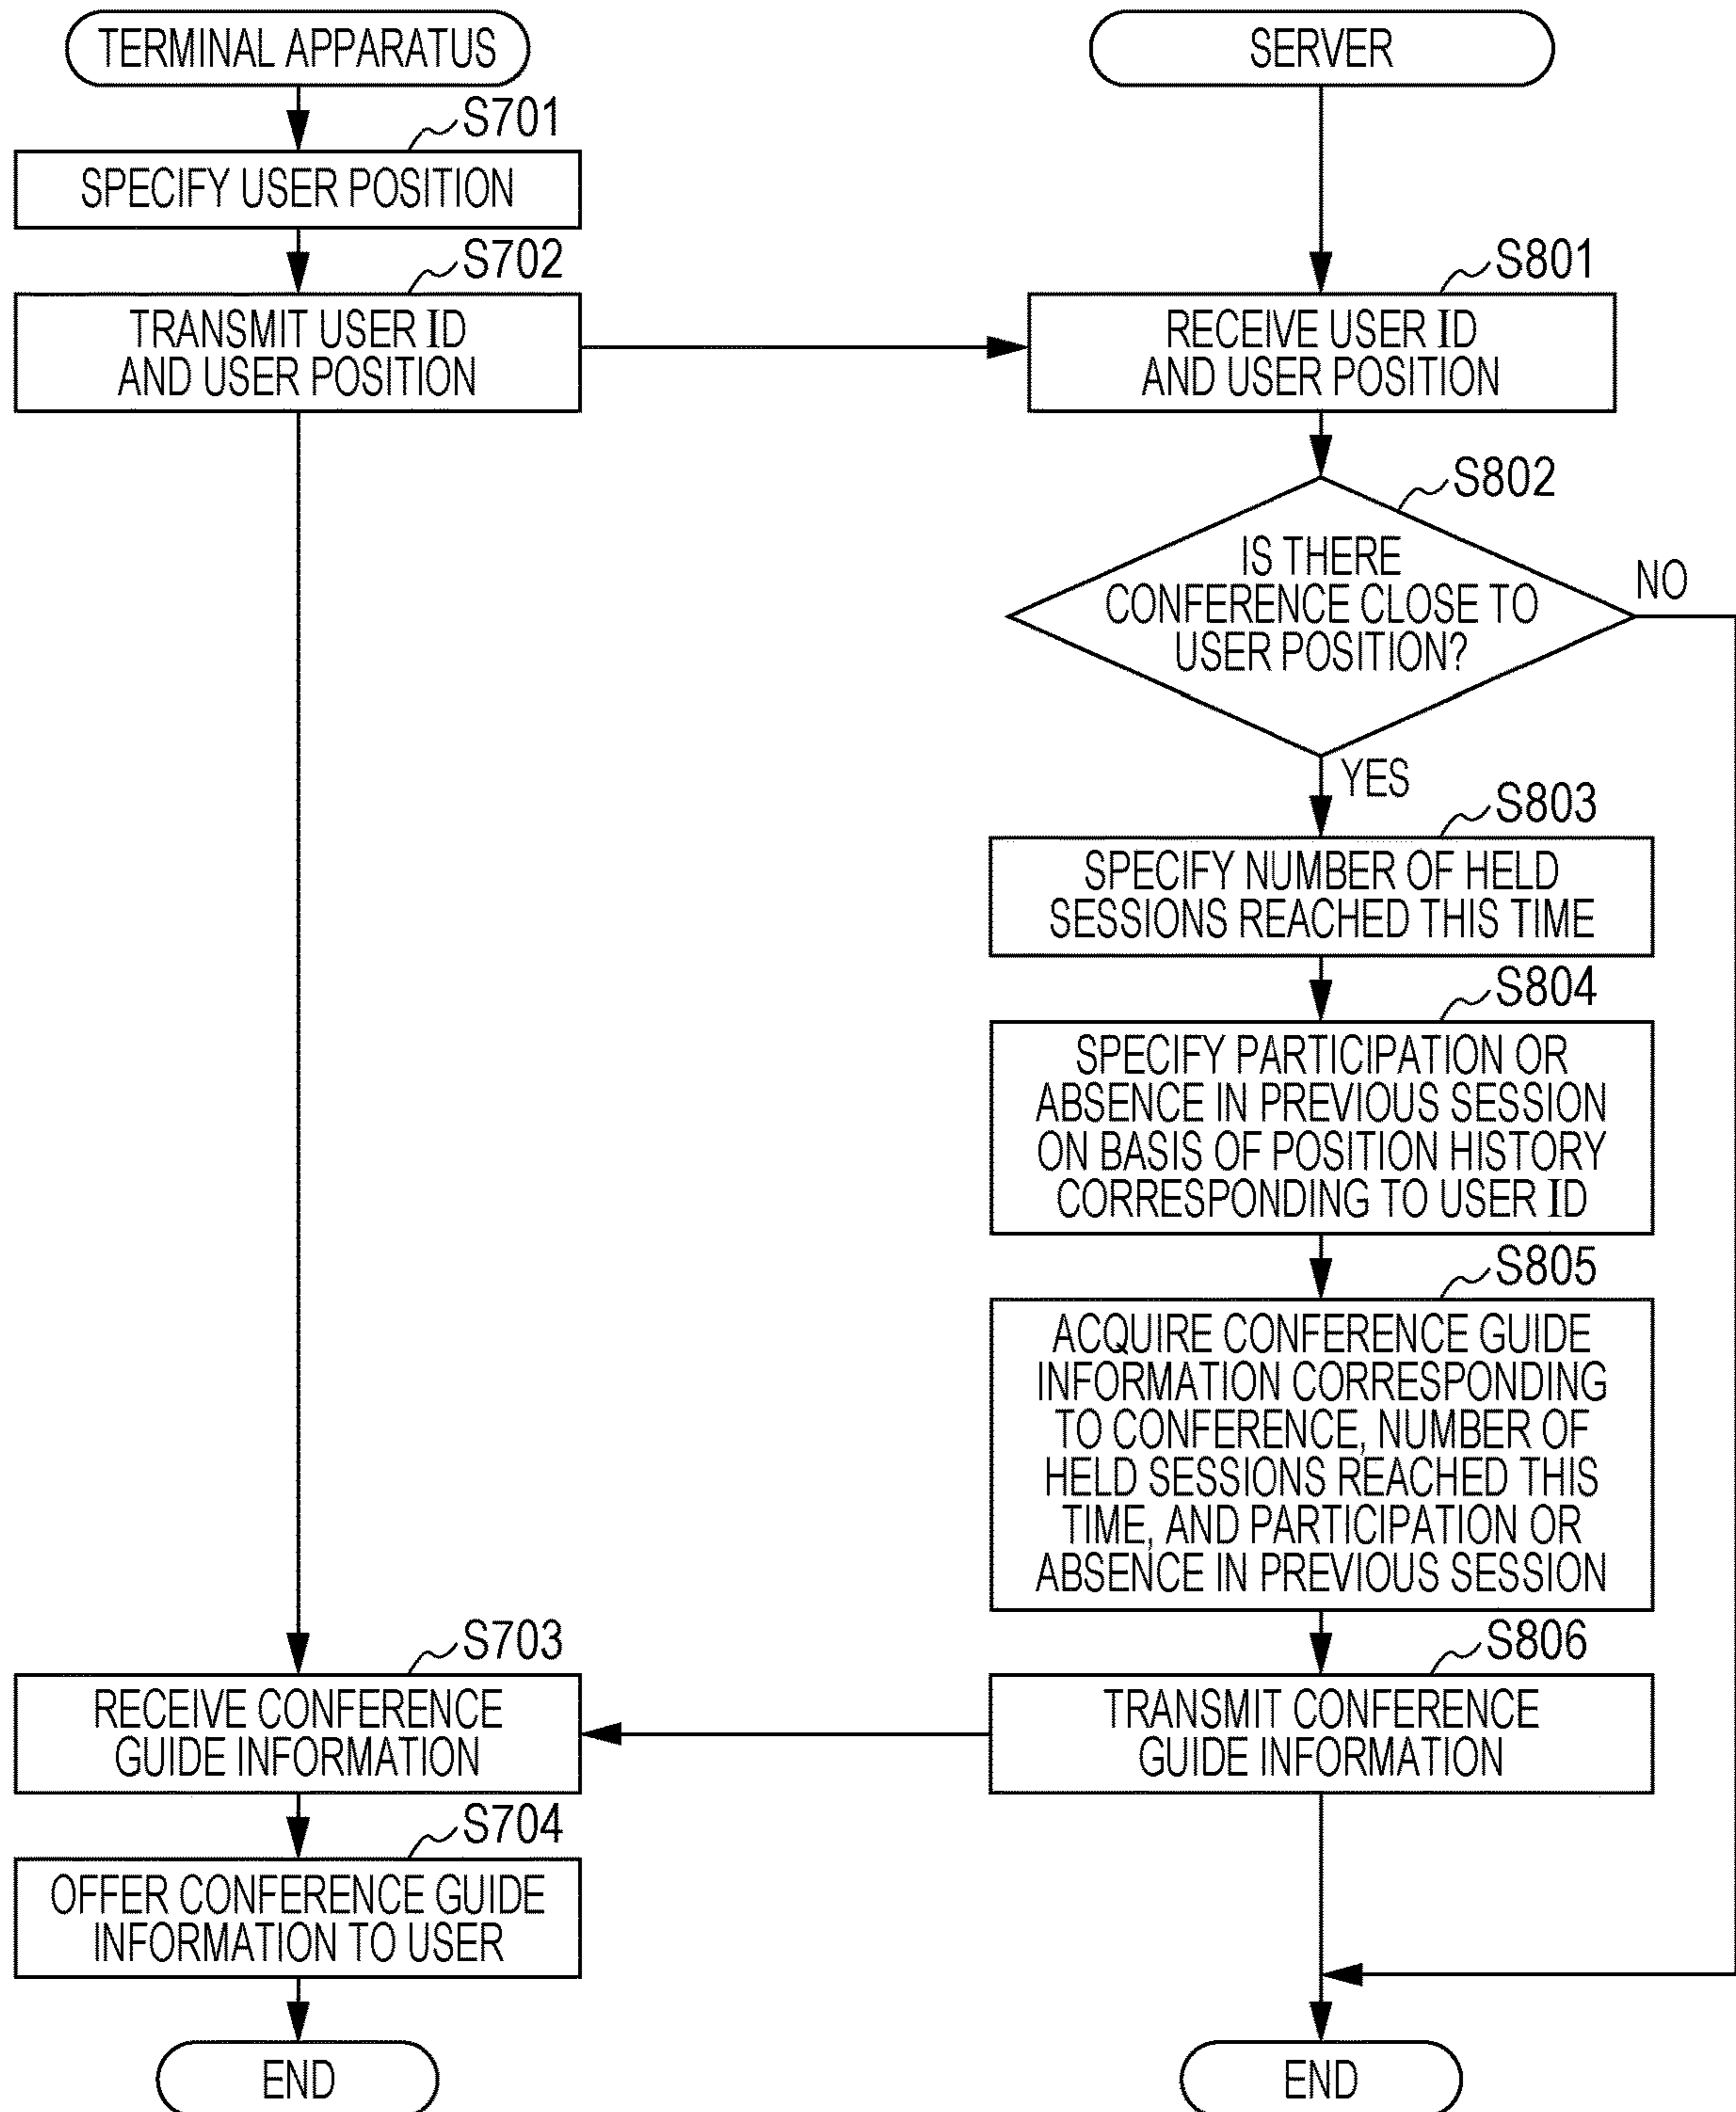 TERMINAL APPARATUS
S701
SPECIFY USER POSITION
S702
TRANSMIT USER ID
AND USER POSITION
SERVER
S801
RECEIVE USER ID
AND USER POSITION
S802
IS THERE
CONFERENCE CLOSE TO
USER POSITION?
NO
YES
S803
SPECIFY NUMBER OF HELD
SESSIONS REACHED THIS TIME
S804
SPECIFY PARTICIPATION OR
ABSENCE IN PREVIOUS SESSION
ON BASIS OF POSITION HISTORY
CORRESPONDING TO USER ID
S805
ACQUIRE CONFERENCE GUIDE
INFORMATION CORRESPONDING
TO CONFERENCE, NUMBER OF
HELD SESSIONS REACHED THIS
TIME, AND PARTICIPATION OR
ABSENCE IN PREVIOUS SESSION
S806
TRANSMIT CONFERENCE
GUIDE INFORMATION
S703
RECEIVE CONFERENCE
GUIDE INFORMATION
S704
OFFER CONFERENCE GUIDE
INFORMATION TO USER
END
END